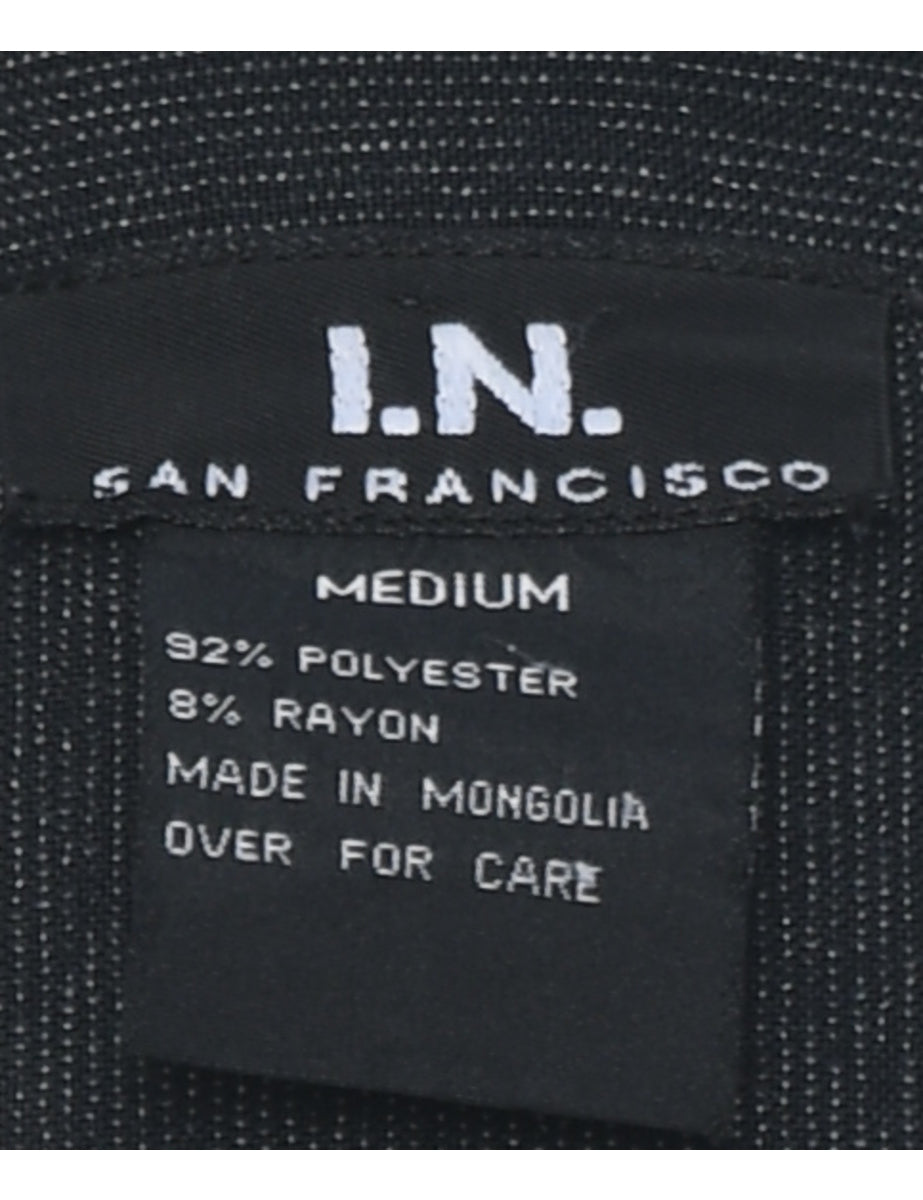 I.N.
SAN FRANCISCO
MEDIUM
92% POLYESTER
8% RAYON
MADE IN MONGOLIA
OVER FOR CARE